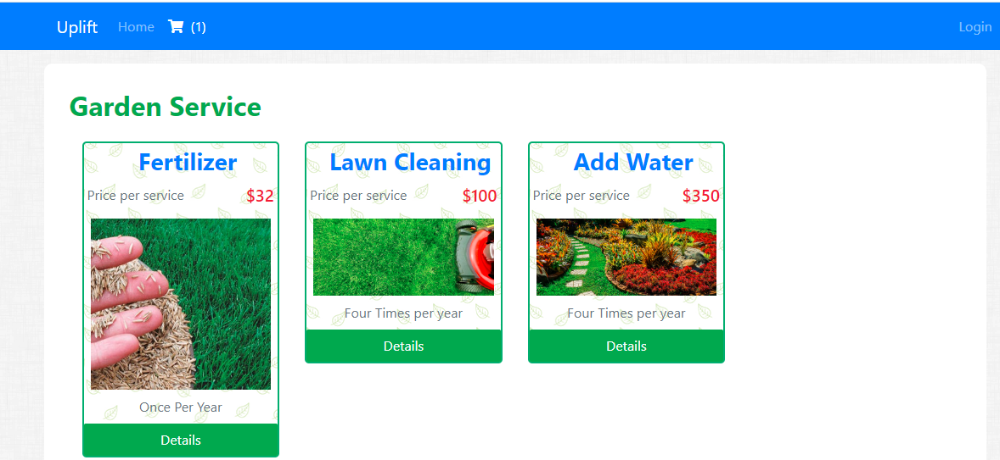 Uplift Home (1) Login
Garden Service
Fertilizer
Price per service $32
Once Per Year
Details
Lawn Cleaning
Price per service $100
Four Times per year
Details
Add Water
Price per service $350
Four Times per year
Details